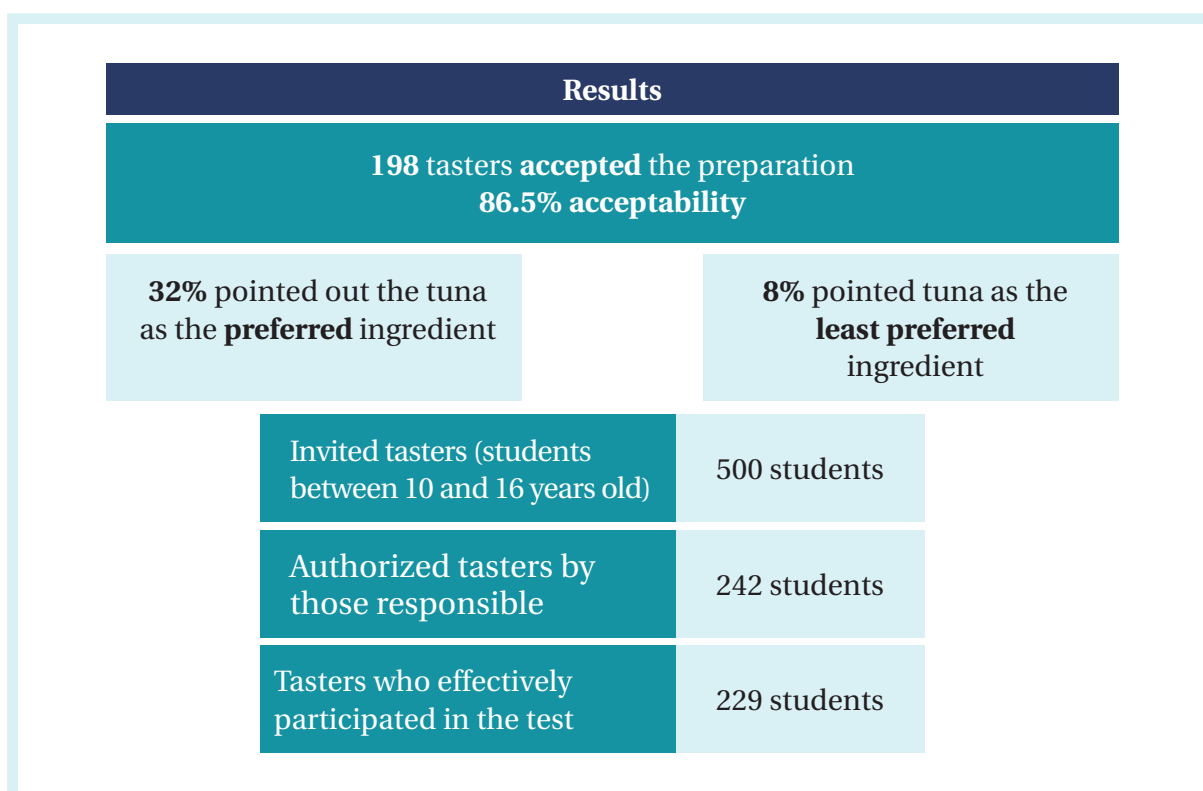 Results
198 tasters accepted the preparation
86.5% acceptability
32% pointed out the tuna
as the preferred ingredient
8% pointed tuna as the
least preferred
ingredient
Invited tasters (students
between 10 and 16 years old)
500 students
Authorized tasters by
those responsible
242 students
Tasters who effectively
participated in the test
229 students